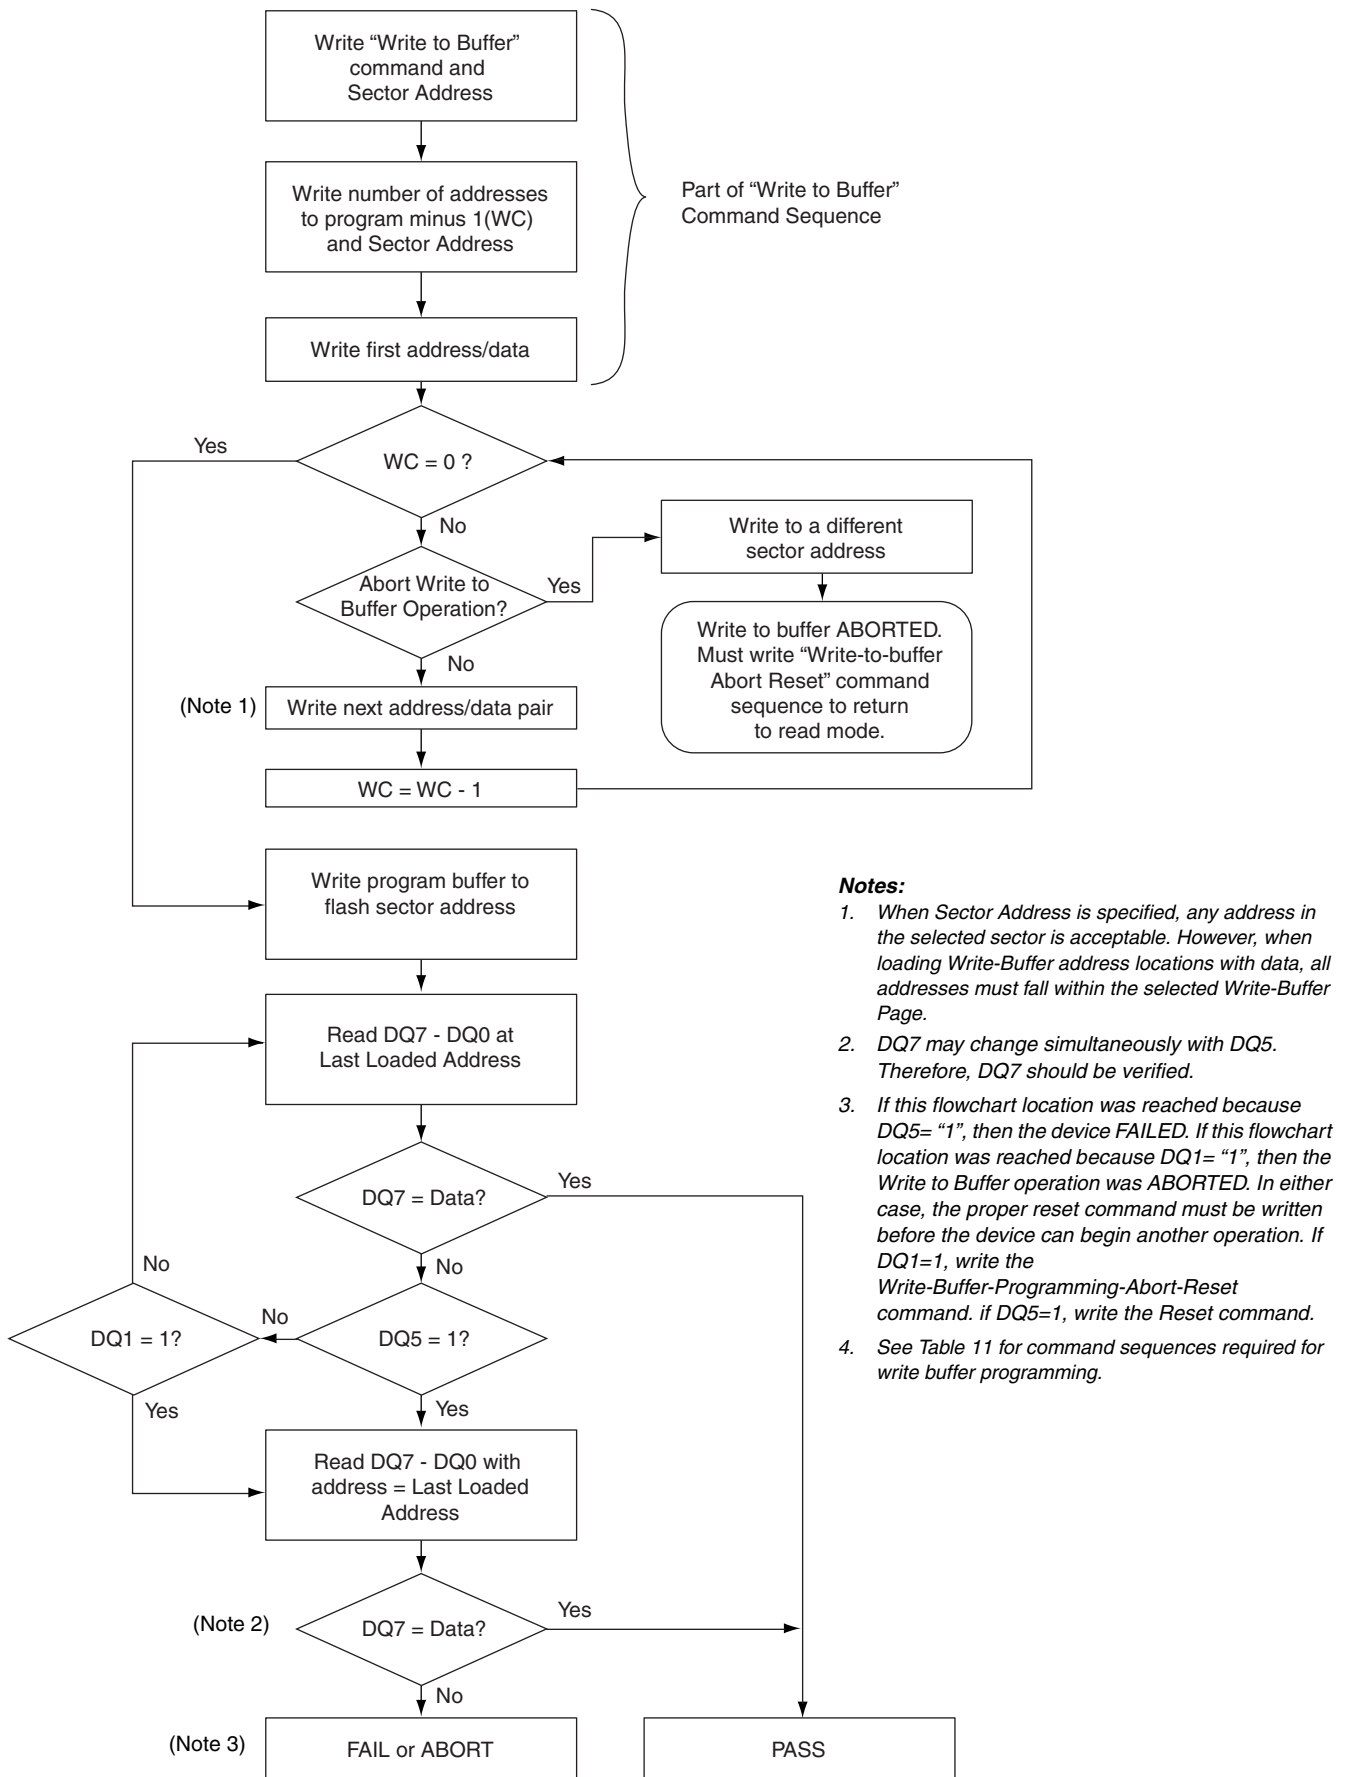 Write “Write to Buffer”
command and
Sector Address
Write number of addresses
to program minus 1(WC)
and Sector Address
Part of “Write to Buffer”
Command Sequence
Write first address/data
Yes
WC = 0 ?
No
Write to a different
sector address
Abort Write to
Buffer Operation?
Yes
No
Write to buffer ABORTED.
Must write “Write-to-buffer
Abort Reset” command
sequence to return
to read mode.
(Note 1)
Write next address/data pair
WC = WC - 1
Write program buffer to
flash sector address
Notes:
1. When Sector Address is specified, any address in
the selected sector is acceptable. However, when
loading Write-Buffer address locations with data, all
addresses must fall within the selected Write-Buffer
Page.
2. DQ7 may change simultaneously with DQ5.
Therefore, DQ7 should be verified.
3. If this flowchart location was reached because
DQ5= “1”, then the device FAILED. If this flowchart
location was reached because DQ1= “1”, then the
Write to Buffer operation was ABORTED. In either
case, the proper reset command must be written
before the device can begin another operation. If
DQ1=1, write the
Write-Buffer-Programming-Abort-Reset
command. if DQ5=1, write the Reset command.
4. See Table 11 for command sequences required for
write buffer programming.
Read DQ7 - DQ0 at
Last Loaded Address
DQ7 = Data?
Yes
No
No
DQ1 = 1?
No
DQ5 = 1?
Yes
Yes
Read DQ7 - DQ0 with
address = Last Loaded
Address
(Note 2)
DQ7 = Data?
Yes
No
(Note 3)
FAIL or ABORT
PASS